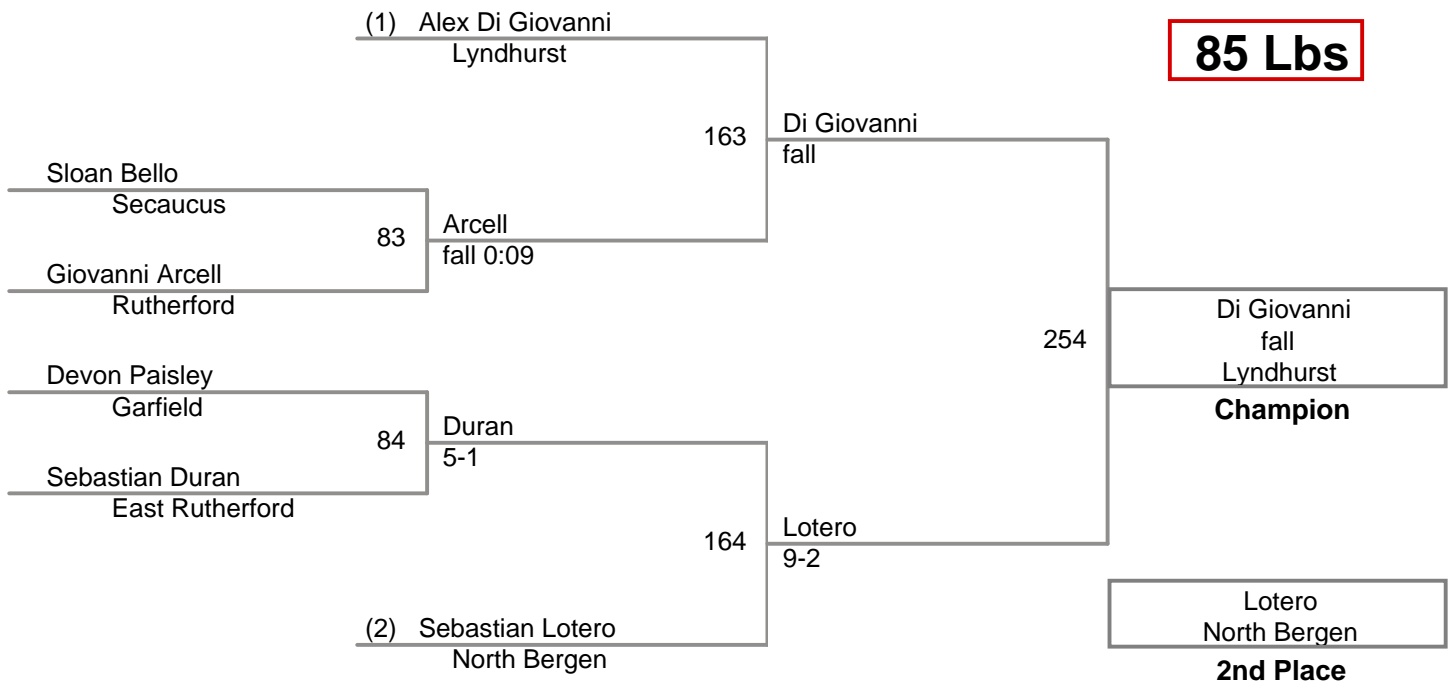 (1) Alex Di Giovanni
Lyndhurst
85 Lbs
163
Di Giovanni
fall
Sloan Bello
Secaucus
83
Arcell
fall 0:09
Giovanni Arcell
Rutherford
254
Di Giovanni
fall
Lyndhurst
Champion
Devon Paisley
Garfield
84
Duran
5-1
Sebastian Duran
East Rutherford
164
Lotero
9-2
(2) Sebastian Lotero
North Bergen
Lotero
North Bergen
2nd Place